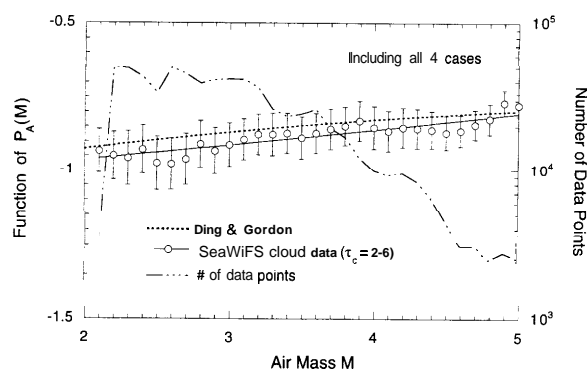 -0.5
-1
-1.5
Function of P_A(M)
Including all 4 cases
Ding & Gordon
SeaWiFS cloud data (τ_c = 2-6)
# of data points
10^5
10^4
10^3
Number of Data Points
2 3 4 5
Air Mass M